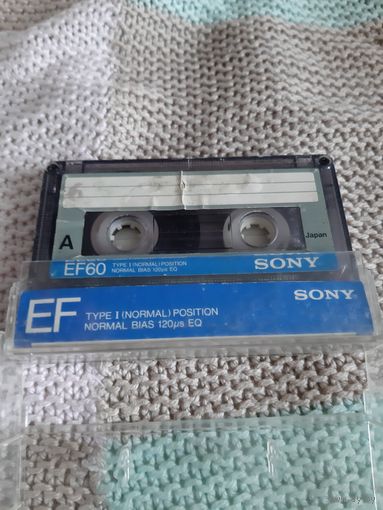 A
Japan
EF60 TYPE I (NORMAL) POSITION
NORMAL BIAS 120µs EQ
SONY
EF TYPE I (NORMAL) POSITION
NORMAL BIAS 120µs EQ
SONY